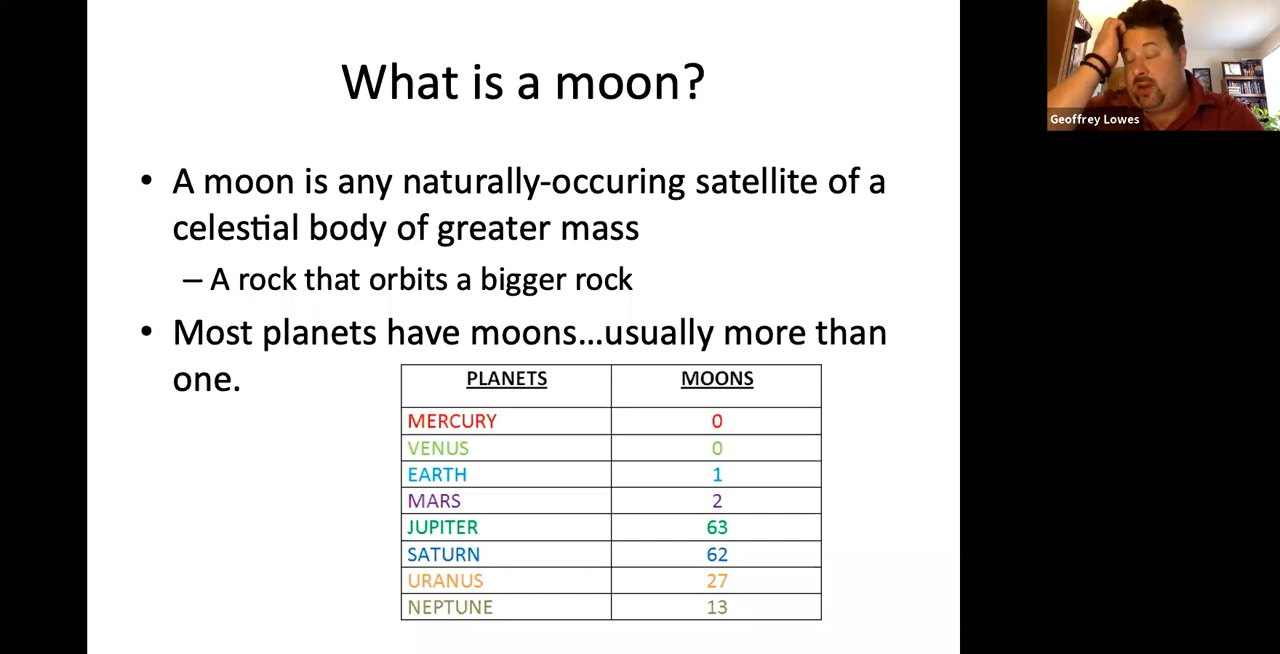 What is a moon?
Geoffrey Lowes
• A moon is any naturally-occuring satellite of a
celestial body of greater mass
– A rock that orbits a bigger rock
• Most planets have moons...usually more than
one.
PLANETS MOONS
MERCURY 0
VENUS 0
EARTH 1
MARS 2
JUPITER 63
SATURN 62
URANUS 27
NEPTUNE 13